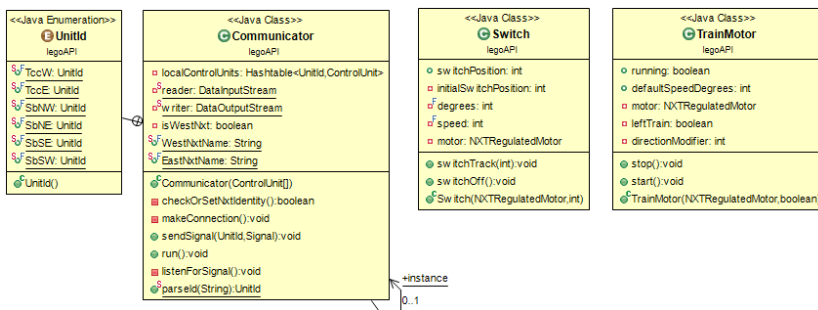 <<Java Enumeration>>
UnitId
legoAPI
TccW: UnitId
TccE: UnitId
SbNW: UnitId
SbNE: UnitId
SbSE: UnitId
SbSW: UnitId
UnitId()
<<Java Class>>
Communicator
legoAPI
localControlUnits: Hashtable<UnitId,ControlUnit>
reader: DataInputStream
writer: DataOutputStream
isWestNxt: boolean
WestNxtName: String
EastNxtName: String
Communicator(ControlUnit[])
checkOrSetNxtIdentity():boolean
makeConnection():void
sendSignal(UnitId,Signal):void
run():void
listenForSignal():void
parseId(String):UnitId
+instance
0..1
<<Java Class>>
Switch
legoAPI
switchPosition: int
initialSwitchPosition: int
degrees: int
speed: int
motor: NXTRegulatedMotor
switchTrack(int):void
switchOff():void
Switch(NXTRegulatedMotor,int)
<<Java Class>>
TrainMotor
legoAPI
running: boolean
defaultSpeedDegrees: int
motor: NXTRegulatedMotor
leftTrain: boolean
directionModifier: int
stop():void
start():void
TrainMotor(NXTRegulatedMotor,boolean)